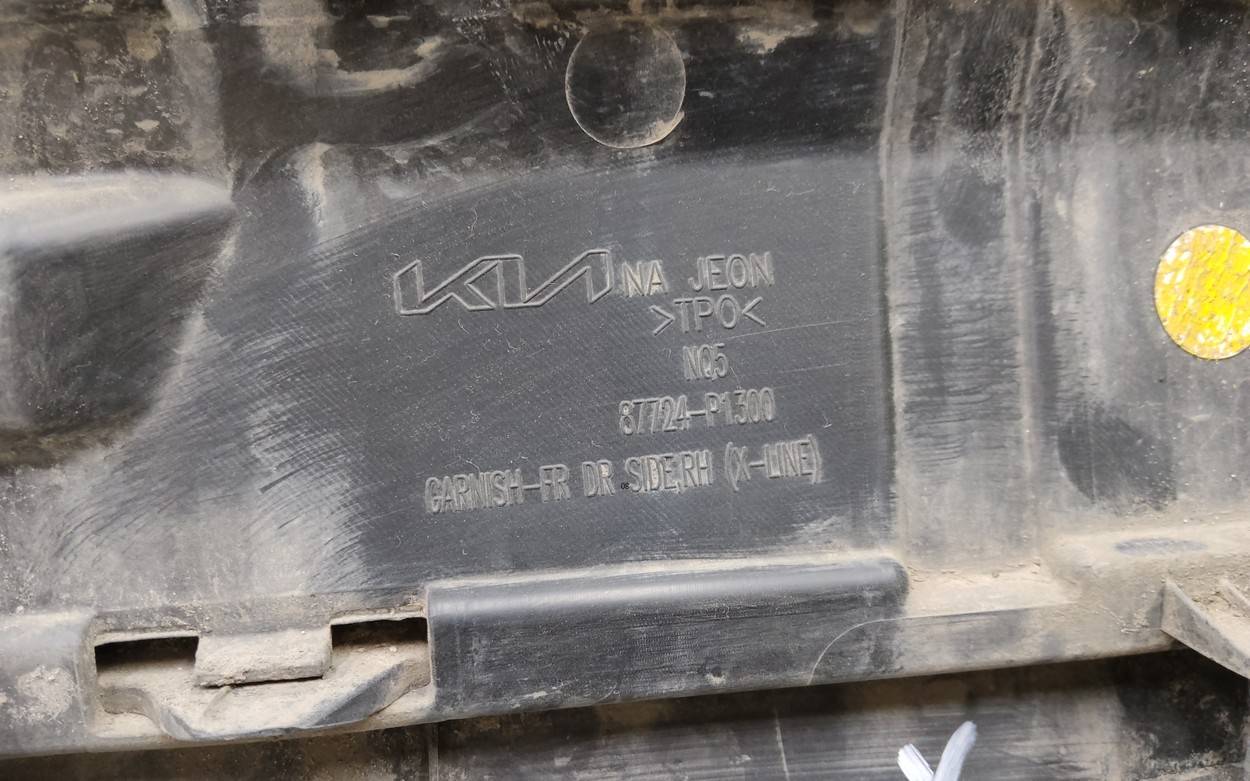 KIA NA JEON
>TPO<
NQ5
87724-P1300
GARNISH-FR DR SIDE,RH (X-LINE)